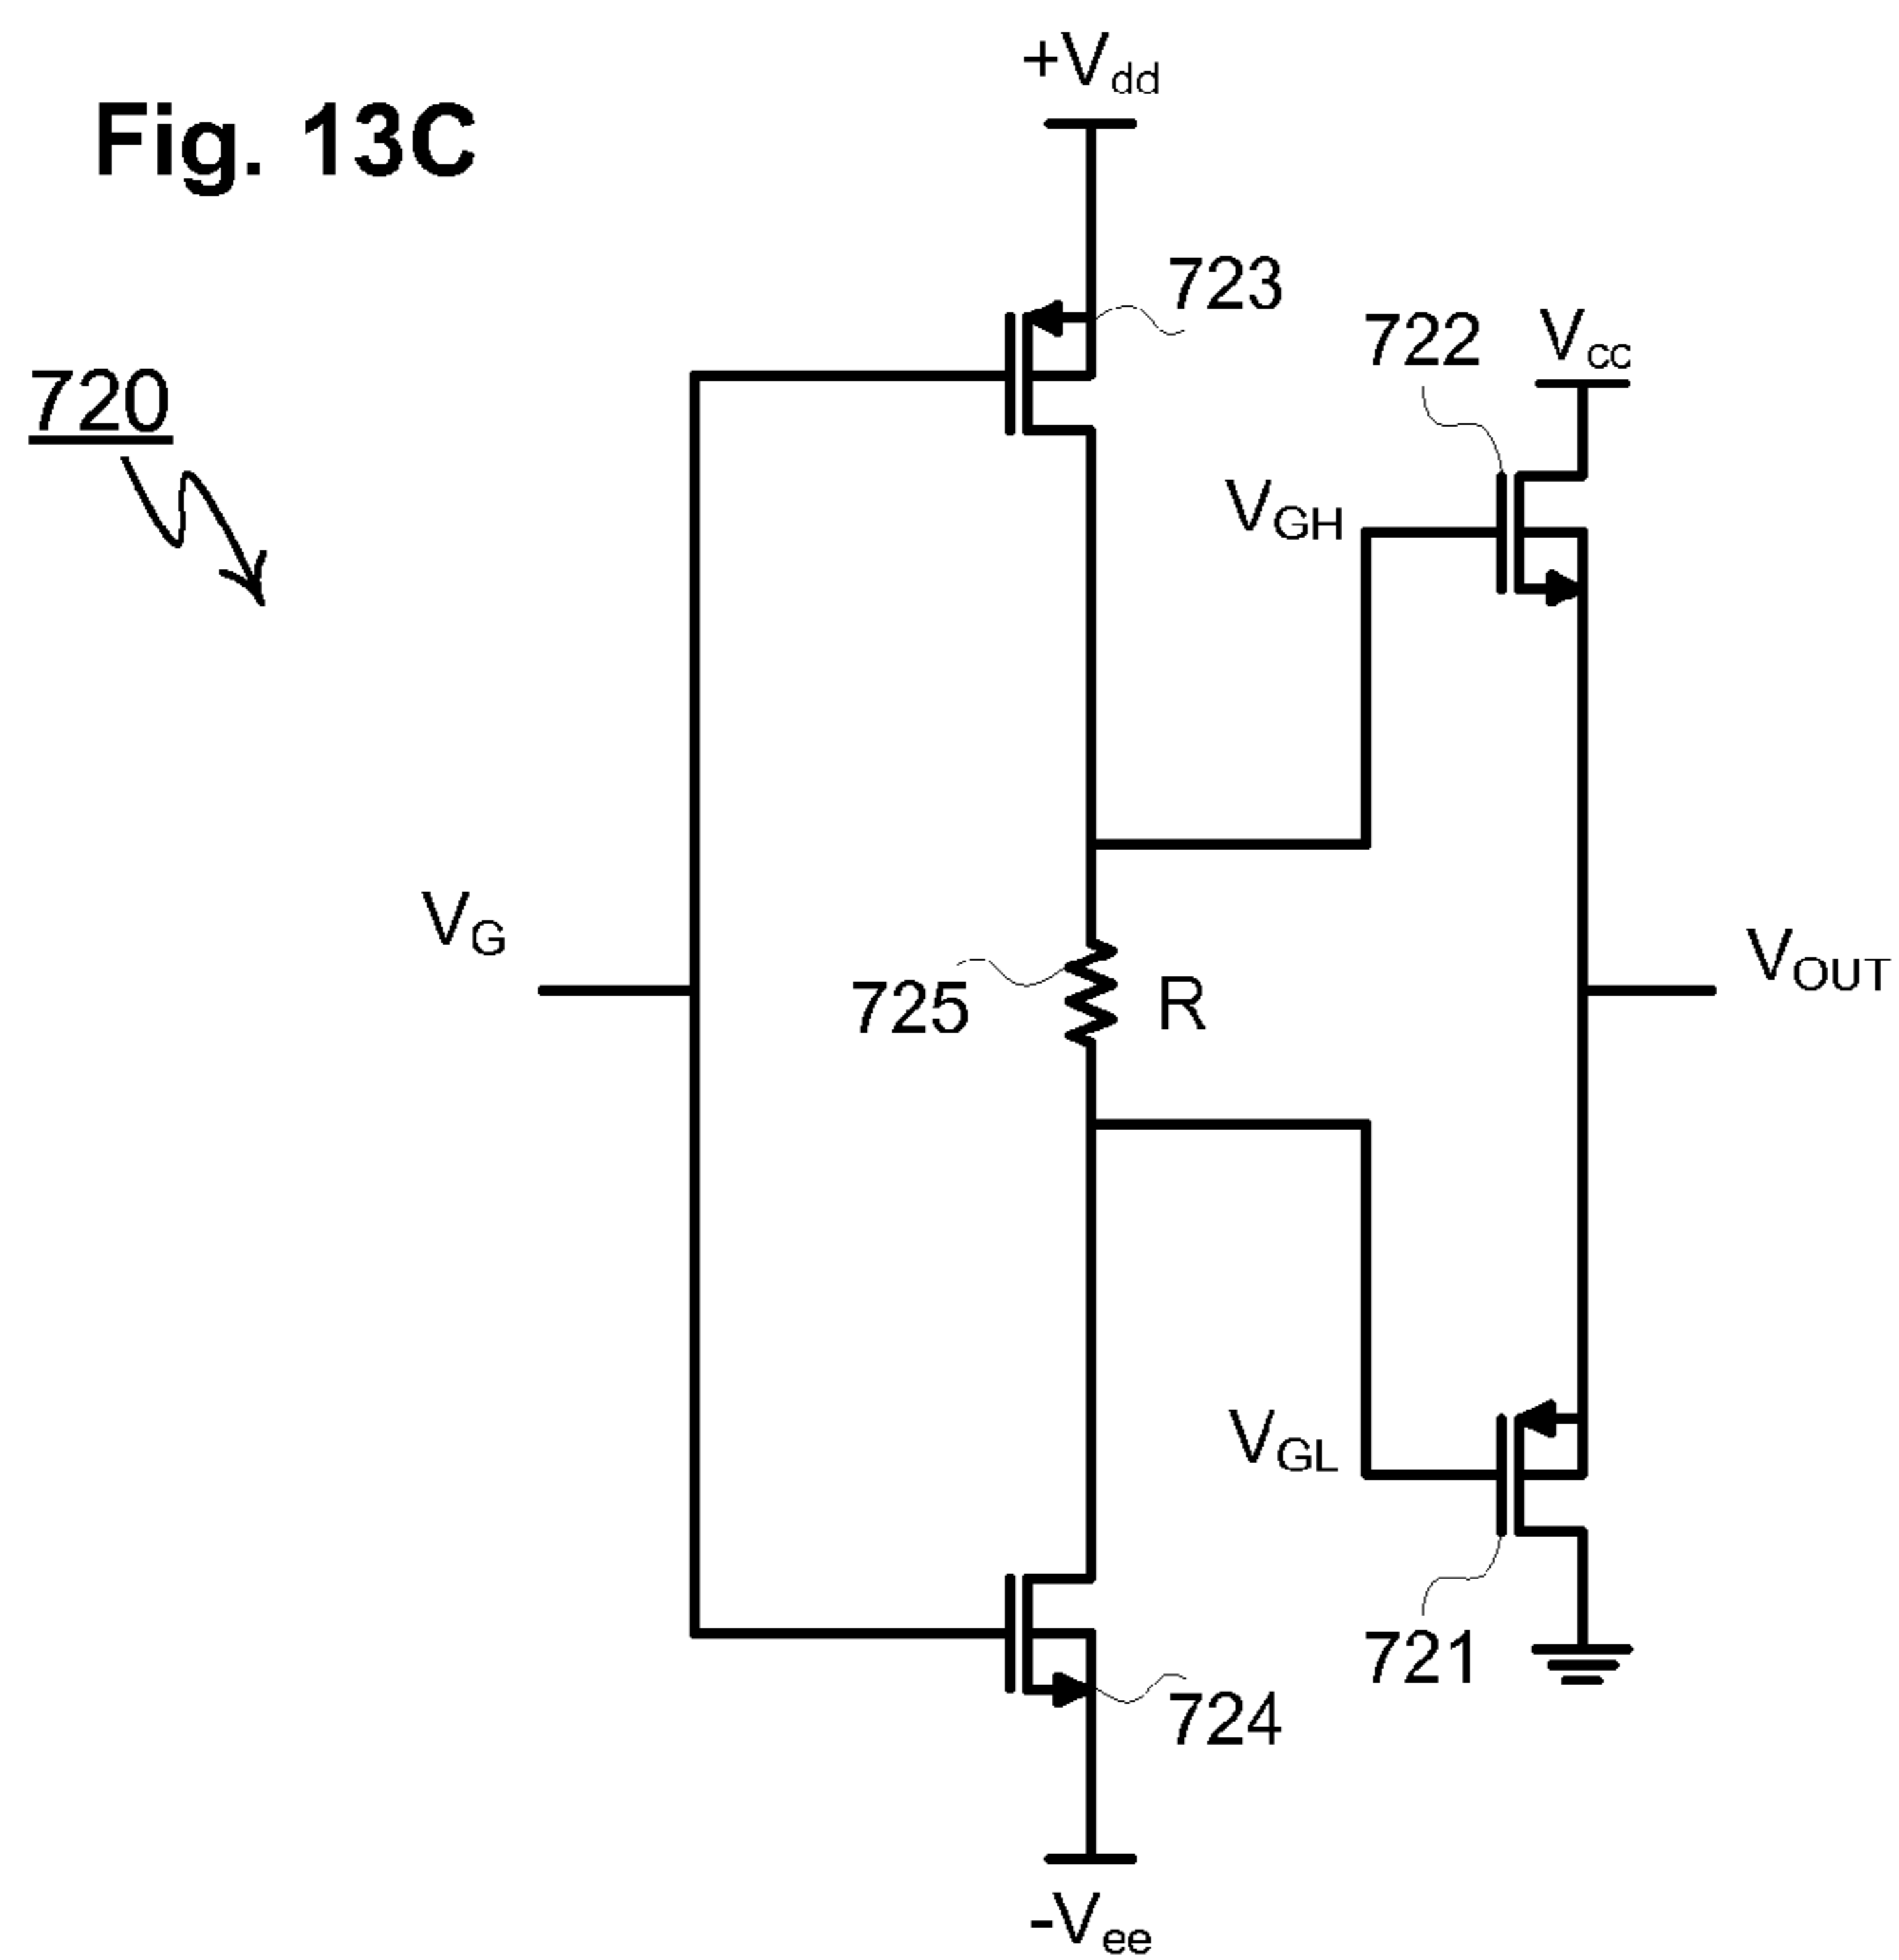 +Vdd
Fig. 13C
723
722
Vcc
720
VGH
VG
VOUT
725
R
VGL
721
724
-Vee